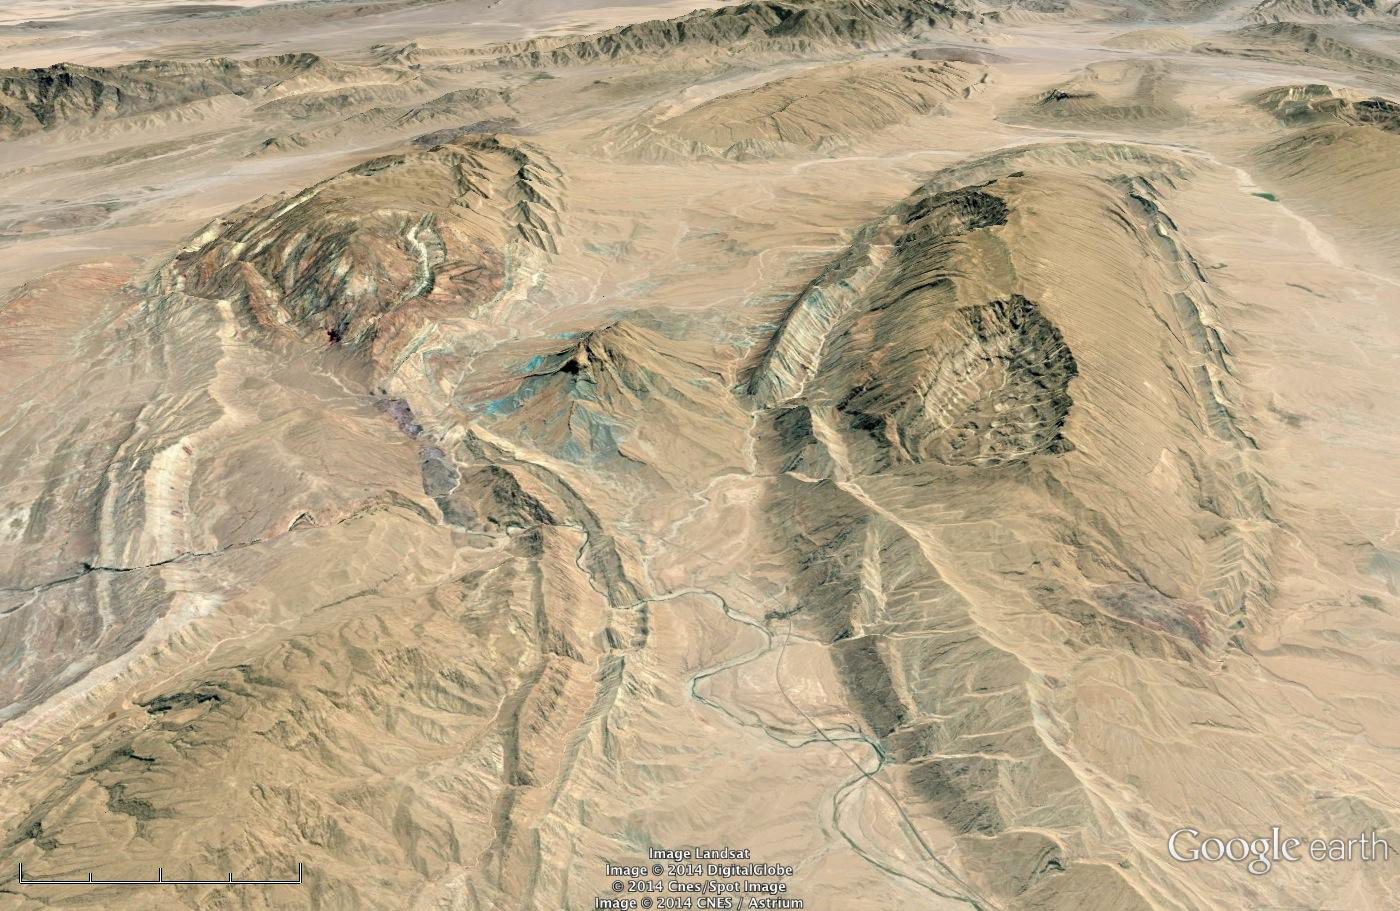 Google earth
Image Landsat
Image © 2014 DigitalGlobe
© 2014 Cnes/Spot Image
Image © 2014 CNES / Astrium